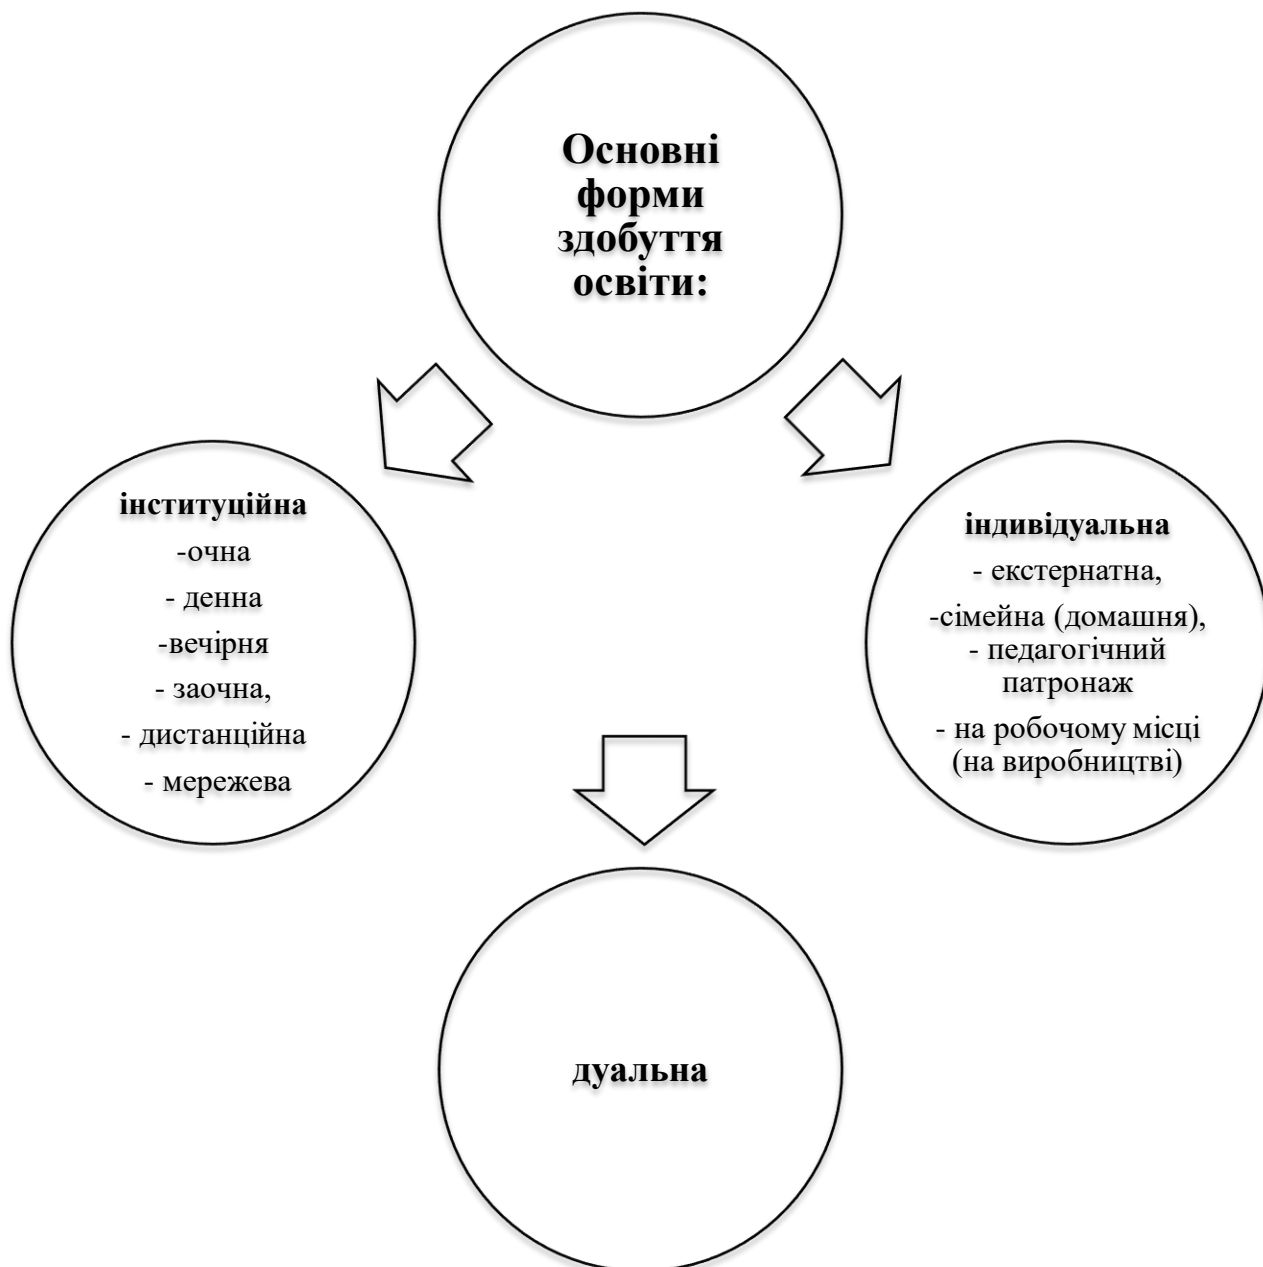 Основні
форми
здобуття
освіти:
інституційна
-очна
- денна
-вечірня
- заочна,
- дистанційна
- мережева
індивідуальна
- екстернатна,
-сімейна (домашня),
- педагогічний
патронаж
- на робочому місці
(на виробництві)
дуальна